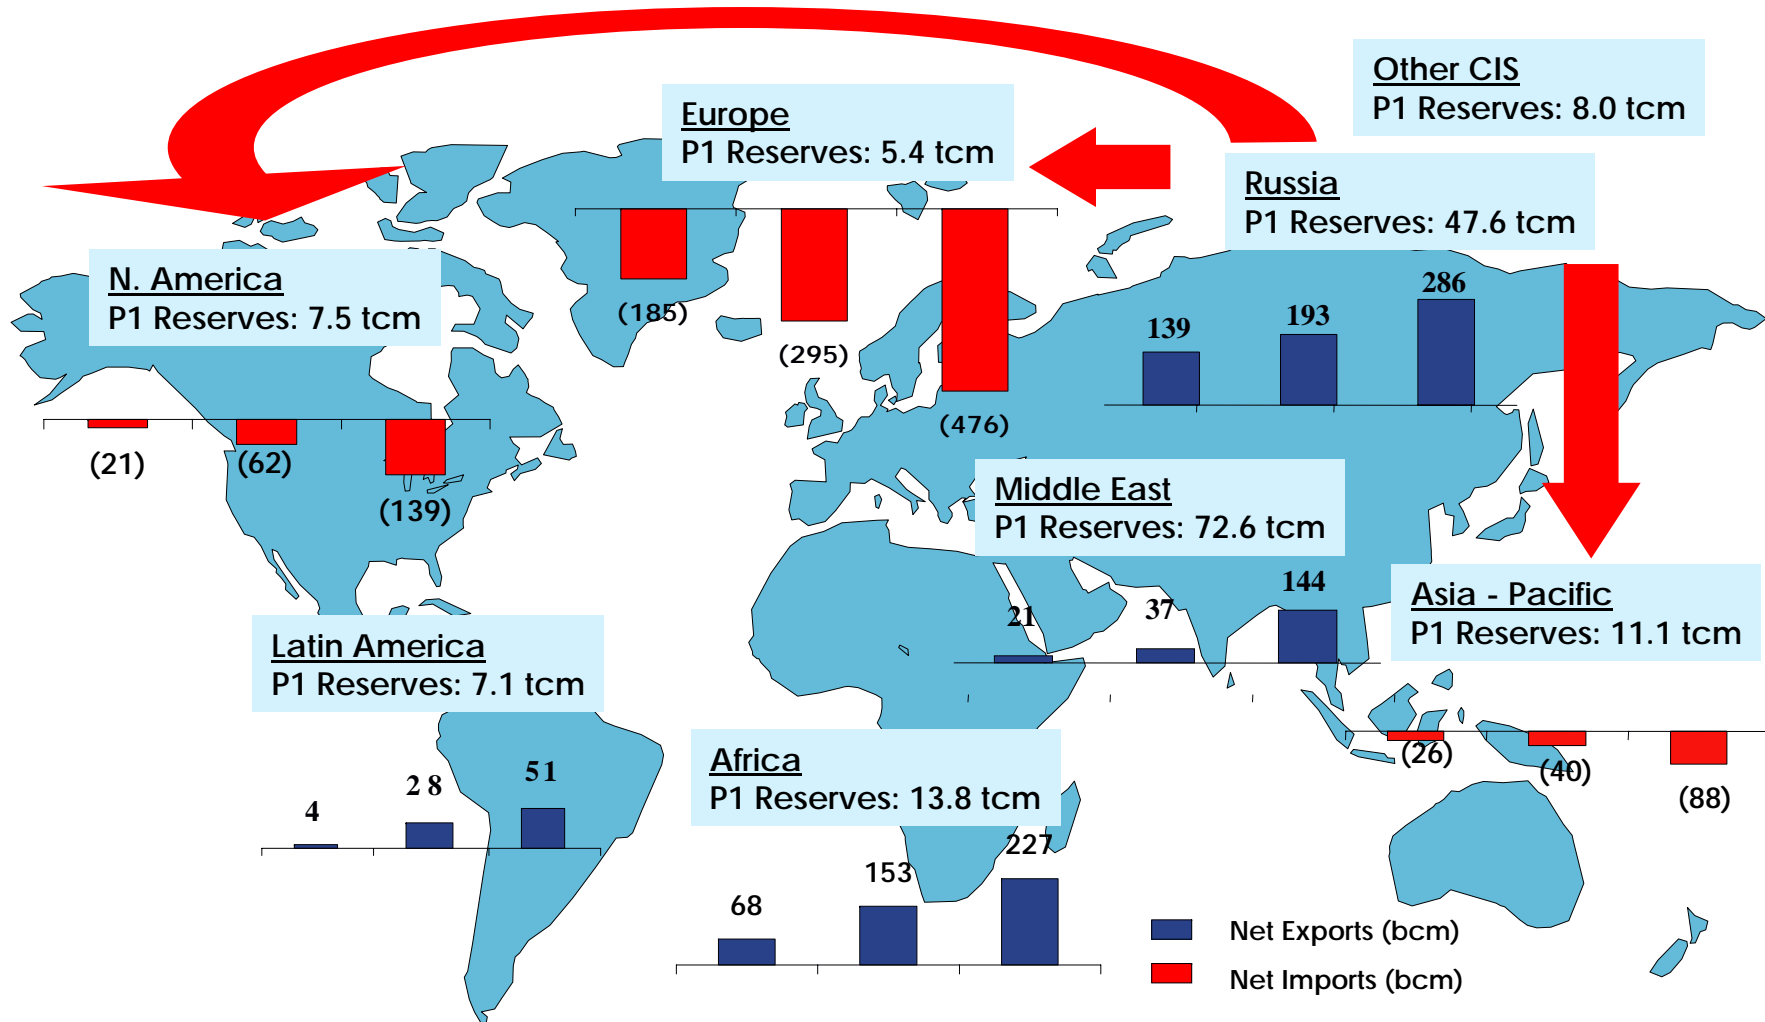 Other CIS
P1 Reserves: 8.0 tcm
Europe
P1 Reserves: 5.4 tcm
Russia
P1 Reserves: 47.6 tcm
N. America
P1 Reserves: 7.5 tcm
(185)
(295)
(476)
139
193
286
(21)
(62)
(139)
Middle East
P1 Reserves: 72.6 tcm
21
37
144
Asia - Pacific
P1 Reserves: 11.1 tcm
(26)
(40)
(88)
Latin America
P1 Reserves: 7.1 tcm
4
2 8
51
Africa
P1 Reserves: 13.8 tcm
68
153
227
Net Exports (bcm)
Net Imports (bcm)